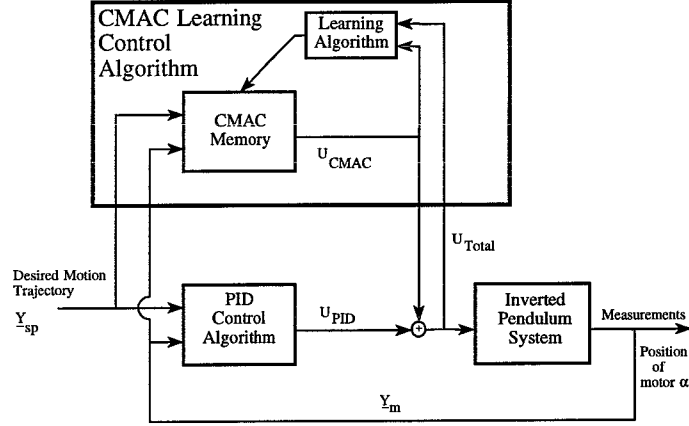 CMAC Learning
Control
Algorithm
Learning
Algorithm
CMAC
Memory
U CMAC
U Total
Desired Motion
Trajectory
Y sp
PID
Control
Algorithm
U PID
+
Inverted
Pendulum
System
Measurements
Position
of
motor α
Y m